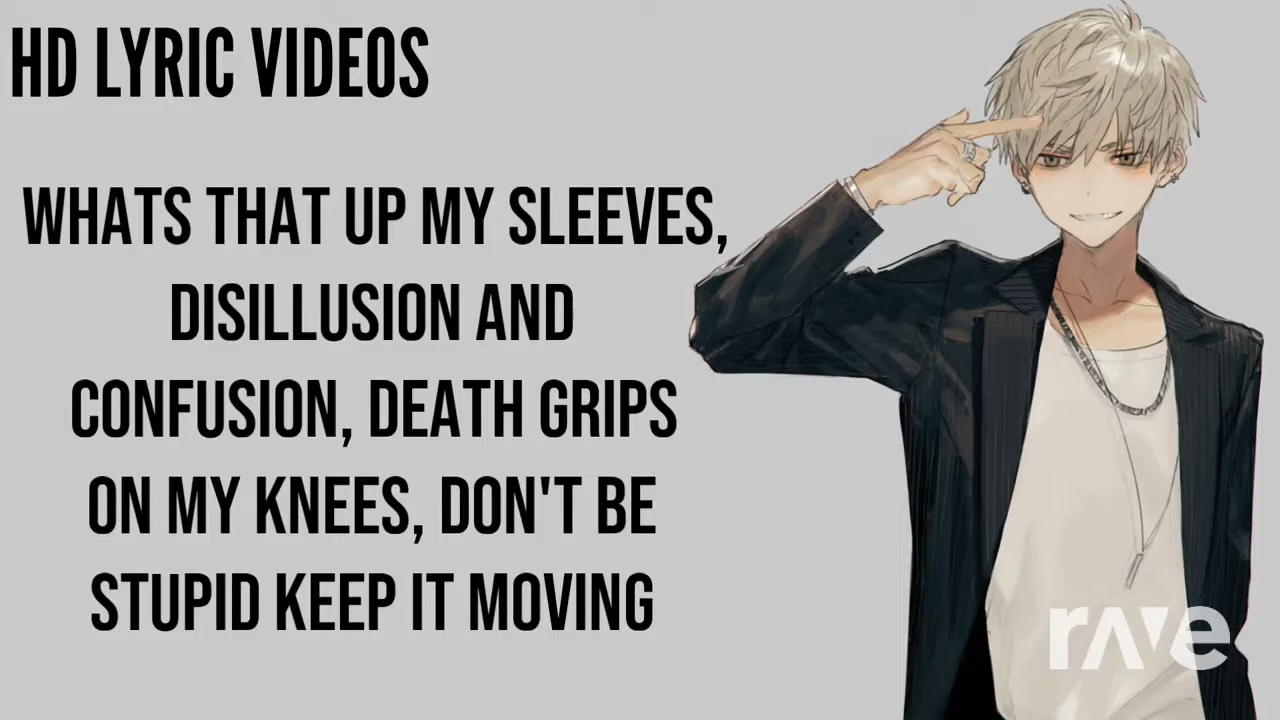 HD LYRIC VIDEOS
WHATS THAT UP MY SLEEVES,
DISILLUSION AND
CONFUSION, DEATH GRIPS
ON MY KNEES, DON'T BE
STUPID KEEP IT MOVING
rave